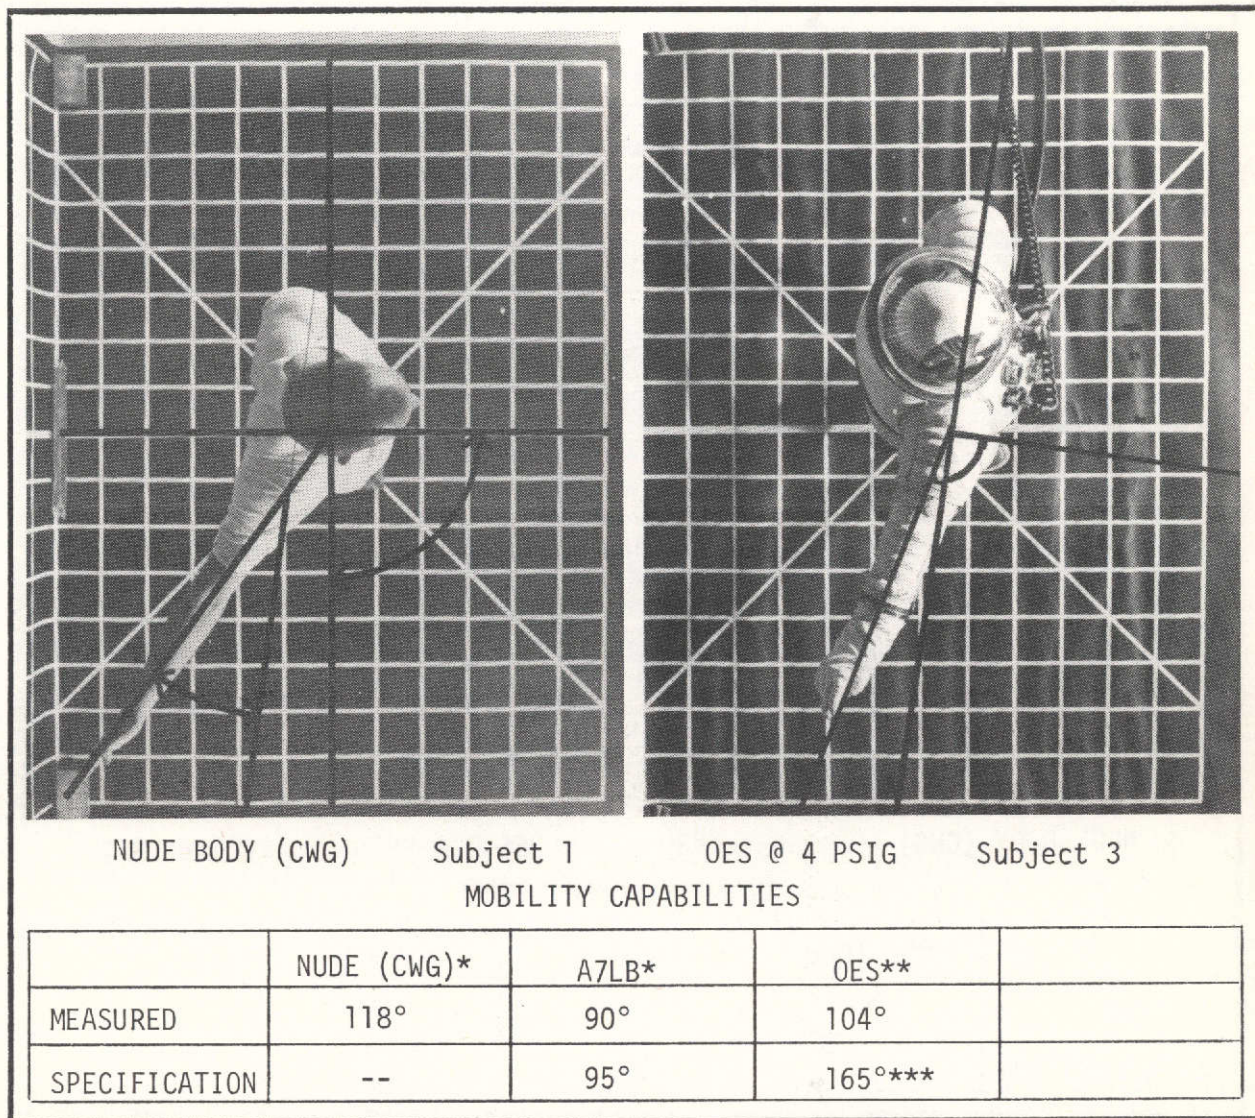 NUDE BODY (CWG) Subject 1 OES @ 4 PSIG Subject 3
MOBILITY CAPABILITIES
NUDE (CWG)* A7LB* OES**
MEASURED 118° 90° 104°
SPECIFICATION -- 95° 165°***